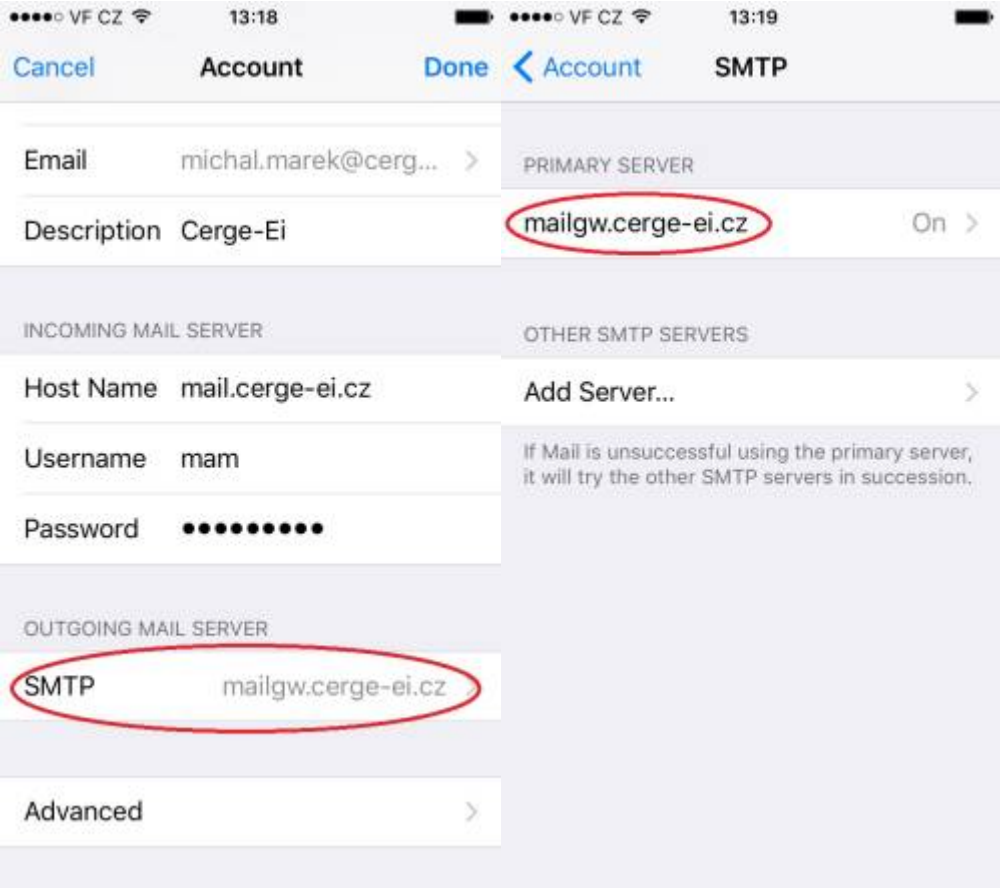 VF CZ 13:18
Cancel Account Done
Email michal.marek@cerg...
Description Cerge-Ei
INCOMING MAIL SERVER
Host Name mail.cerge-ei.cz
Username mam
Password •••••••••
OUTGOING MAIL SERVER
SMTP mailgw.cerge-ei.cz
Advanced
VF CZ 13:19
Account SMTP
PRIMARY SERVER
mailgw.cerge-ei.cz On
OTHER SMTP SERVERS
Add Server...
If Mail is unsuccessful using the primary server,
it will try the other SMTP servers in succession.